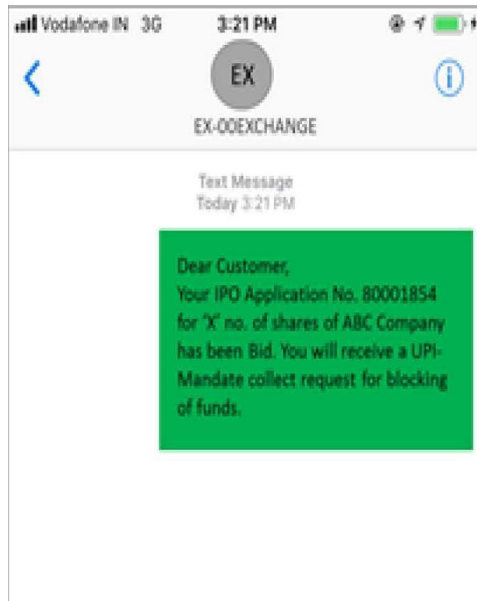 Vodafone IN 3G 3:21 PM
EX
EX-00EXCHANGE
Text Message
Today 3:21 PM
Dear Customer,
Your IPO Application No. 80001854
for 'X' no. of shares of ABC Company
has been Bid. You will receive a UPI-
Mandate collect request for blocking
of funds.